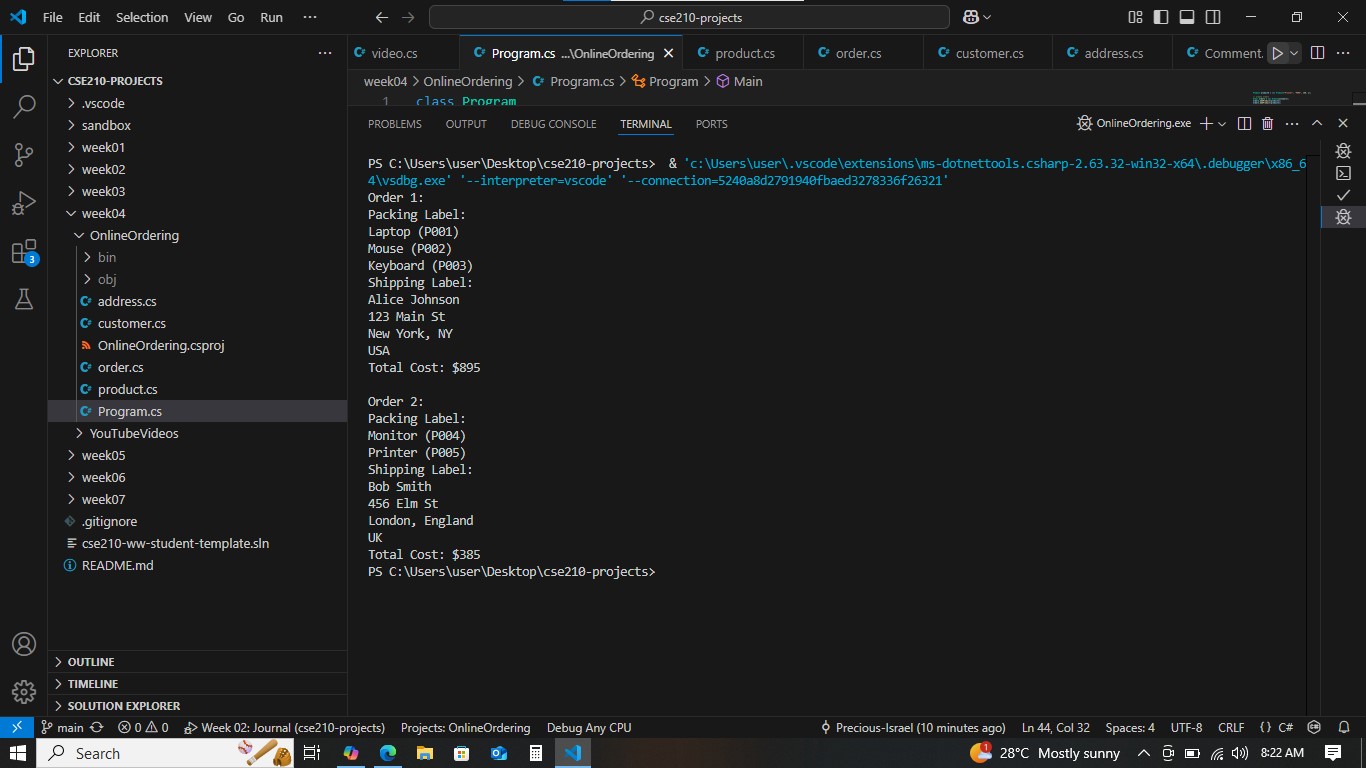 File Edit Selection View Go Run ···
cse210-projects
EXPLORER ···
CSE210-PROJECTS
.vscode
sandbox
week01
week02
week03
week04
OnlineOrdering
bin
obj
address.cs
customer.cs
OnlineOrdering.csproj
order.cs
product.cs
Program.cs
YouTubeVideos
week05
week06
week07
.gitignore
cse210-ww-student-template.sln
README.md
OUTLINE
TIMELINE
SOLUTION EXPLORER
3
video.cs Program.cs ...\OnlineOrdering product.cs order.cs customer.cs address.cs Comment.
week04 > OnlineOrdering > Program.cs > Program > Main
1 class Program
PROBLEMS OUTPUT DEBUG CONSOLE TERMINAL PORTS OnlineOrdering.exe
PS C:\Users\user\Desktop\cse210-projects> & 'c:\Users\user\.vscode\extensions\ms-dotnettools.csharp-2.63.32-win32-x64\.debugger\x86_6
4\vsdbg.exe' '--interpreter=vscode' '--connection=5240a8d2791940fbaed3278336f26321'
Order 1:
Packing Label:
Laptop (P001)
Mouse (P002)
Keyboard (P003)
Shipping Label:
Alice Johnson
123 Main St
New York, NY
USA
Total Cost: $895
Order 2:
Packing Label:
Monitor (P004)
Printer (P005)
Shipping Label:
Bob Smith
456 Elm St
London, England
UK
Total Cost: $385
PS C:\Users\user\Desktop\cse210-projects>
main 0 0 Week 02: Journal (cse210-projects) Projects: OnlineOrdering Debug Any CPU Precious-Israel (10 minutes ago) Ln 44, Col 32 Spaces: 4 UTF-8 CRLF {} C#
Search 1 28°C Mostly sunny 8:22 AM